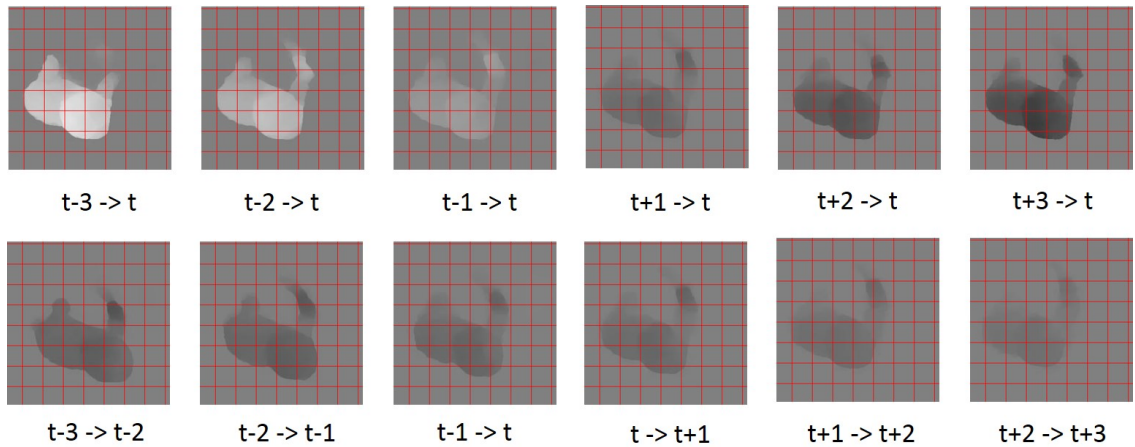 t-3 -> t t-2 -> t t-1 -> t t+1 -> t t+2 -> t t+3 -> t
t-3 -> t-2 t-2 -> t-1 t-1 -> t t -> t+1 t+1 -> t+2 t+2 -> t+3